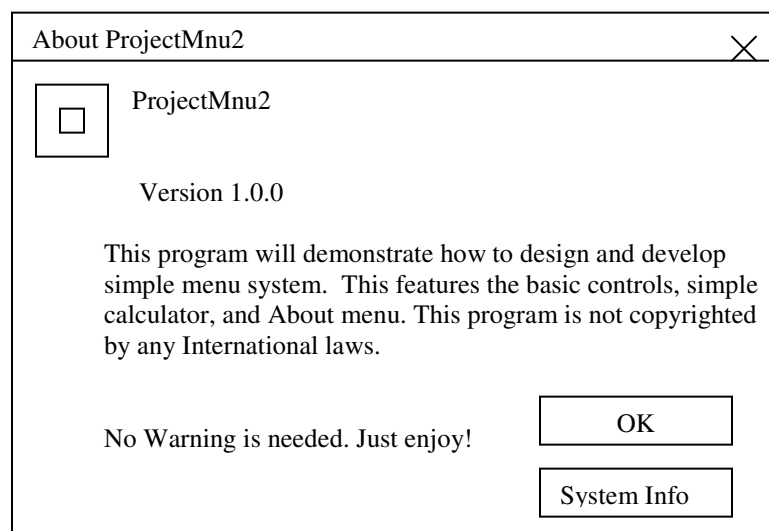 About ProjectMnu2
ProjectMnu2
Version 1.0.0
This program will demonstrate how to design and develop
simple menu system.  This features the basic controls, simple
calculator, and About menu. This program is not copyrighted
by any International laws.
No Warning is needed. Just enjoy!
OK
System Info